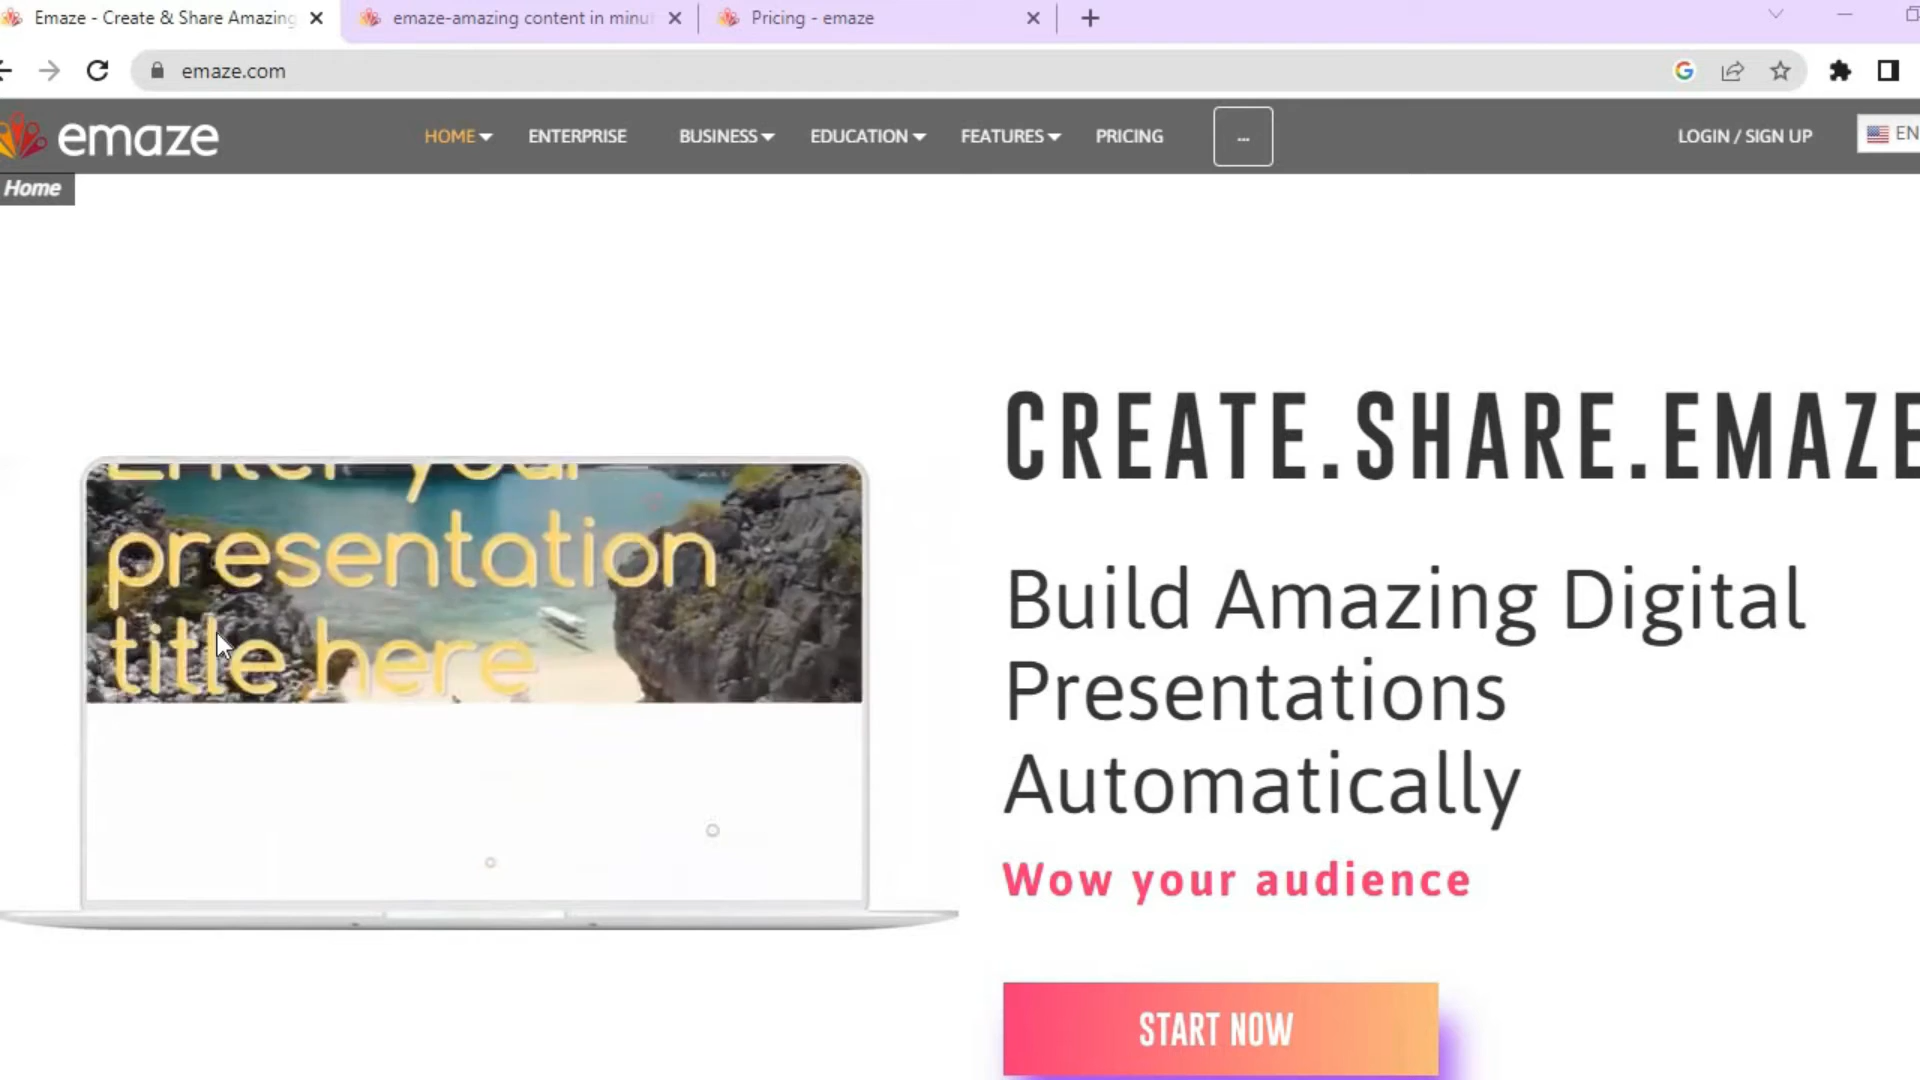 Emaze - Create & Share Amazing
emaze-amazing content in minu
Pricing - emaze
emaze.com
emaze
HOME
ENTERPRISE
BUSINESS
EDUCATION
FEATURES
PRICING
...
LOGIN / SIGN UP
EN
Home
Enter your
presentation
title here
CREATE.SHARE.EMAZE
Build Amazing Digital
Presentations
Automatically
Wow your audience
START NOW